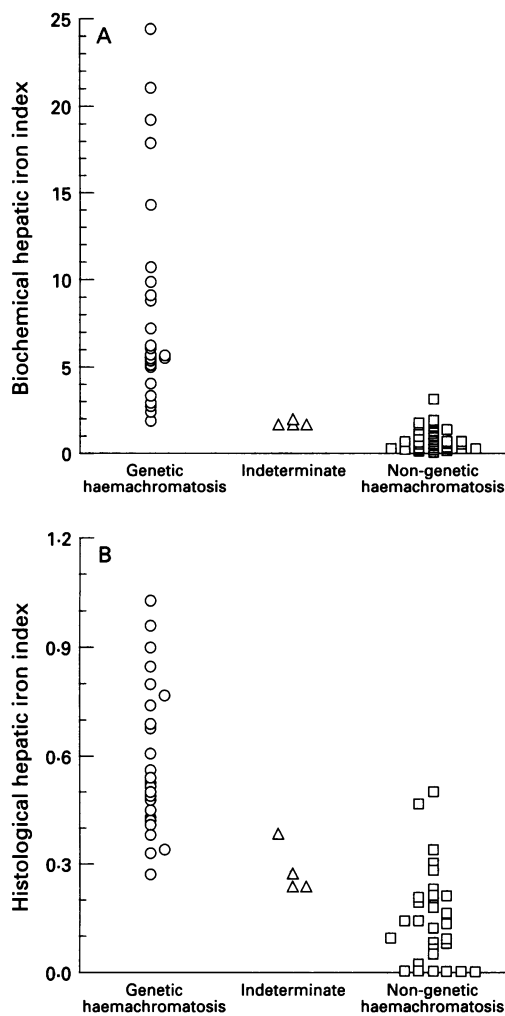 A
25
20
15
10
5
0
Biochemical hepatic iron index
Genetic
haemachromatosis
Indeterminate
Non-genetic
haemachromatosis
B
1·2
0·9
0·6
0·3
0·0
Histological hepatic iron index
Genetic
haemachromatosis
Indeterminate
Non-genetic
haemachromatosis